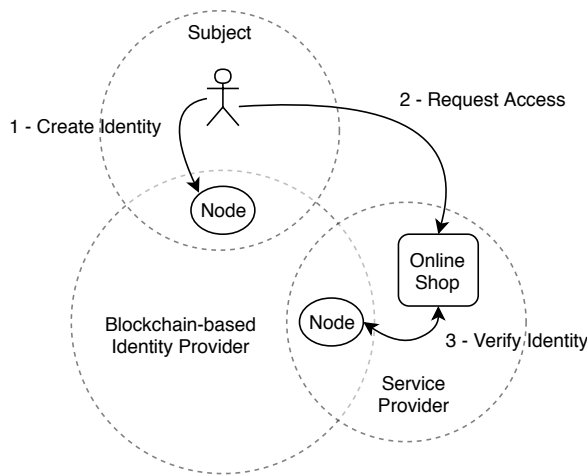 Subject
2 - Request Access
1 - Create Identity
Node
Online
Shop
Node
Blockchain-based
Identity Provider
3 - Verify Identity
Service
Provider